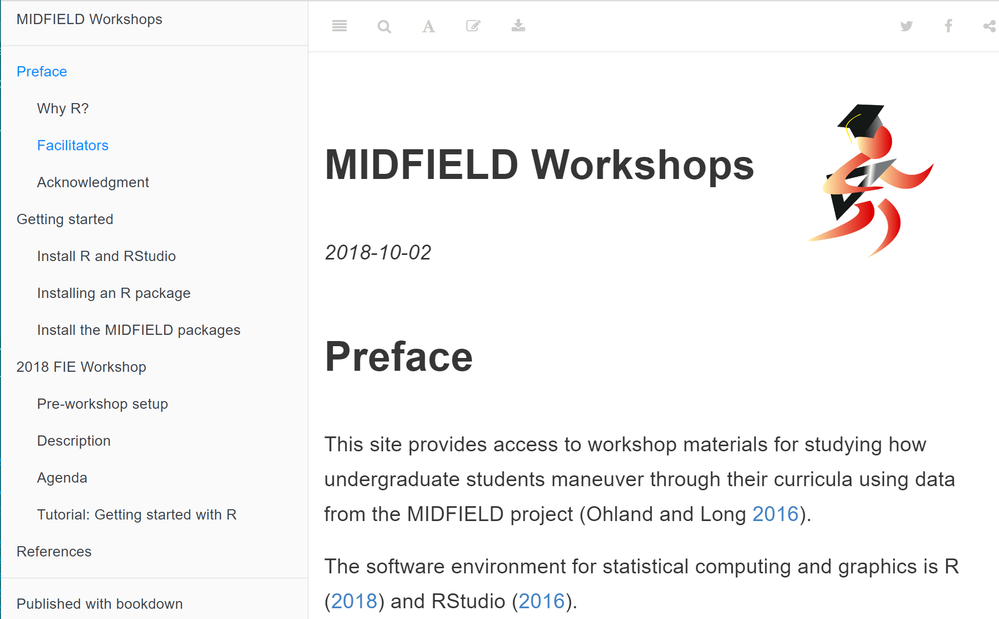 MIDFIELD Workshops
Preface
Why R?
Facilitators
Acknowledgment
Getting started
Install R and RStudio
Installing an R package
Install the MIDFIELD packages
2018 FIE Workshop
Pre-workshop setup
Description
Agenda
Tutorial: Getting started with R
References
Published with bookdown
A
MIDFIELD Workshops
2018-10-02
Preface
This site provides access to workshop materials for studying how
undergraduate students maneuver through their curricula using data
from the MIDFIELD project (Ohland and Long 2016).
The software environment for statistical computing and graphics is R
(2018) and RStudio (2016).